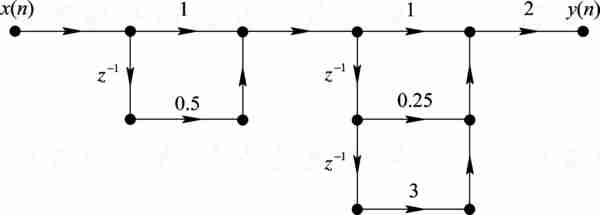 x(n) 1 1 2 y(n)
z⁻¹ z⁻¹
0.5 0.25
z⁻¹
3